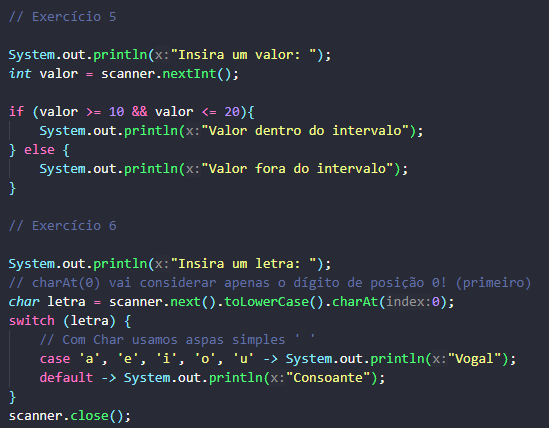 // Exercício 5
System.out.println(x:"Insira um valor: ");
int valor = scanner.nextInt();
if (valor >= 10 && valor <= 20){
System.out.println(x:"Valor dentro do intervalo");
} else {
System.out.println(x:"Valor fora do intervalo");
}
// Exercício 6
System.out.println(x:"Insira um letra: ");
// charAt(0) vai considerar apenas o dígito de posição 0! (primeiro)
char letra = scanner.next().toLowerCase().charAt(index:0);
switch (letra) {
// Com Char usamos aspas simples ' '
case 'a', 'e', 'i', 'o', 'u' -> System.out.println(x:"Vogal");
default -> System.out.println(x:"Consoante");
}
scanner.close();